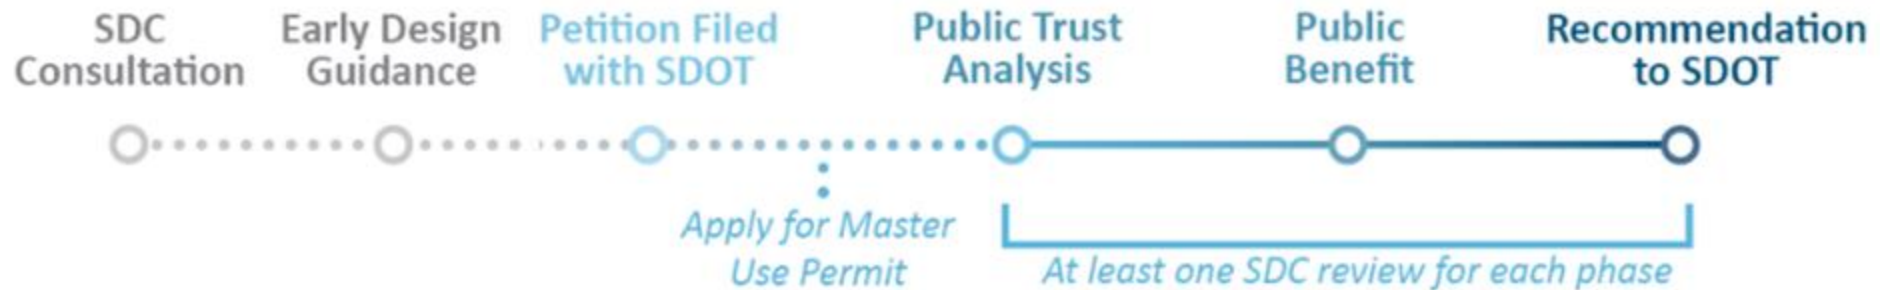 SDC
Consultation
Early Design
Guidance
Petition Filed
with SDOT
Public Trust
Analysis
Public
Benefit
Recommendation
to SDOT
Apply for Master
Use Permit
At least one SDC review for each phase